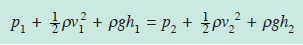 p₁ + ½ρv₁² + ρgh₁ = p₂ + ½ρv₂² + ρgh₂